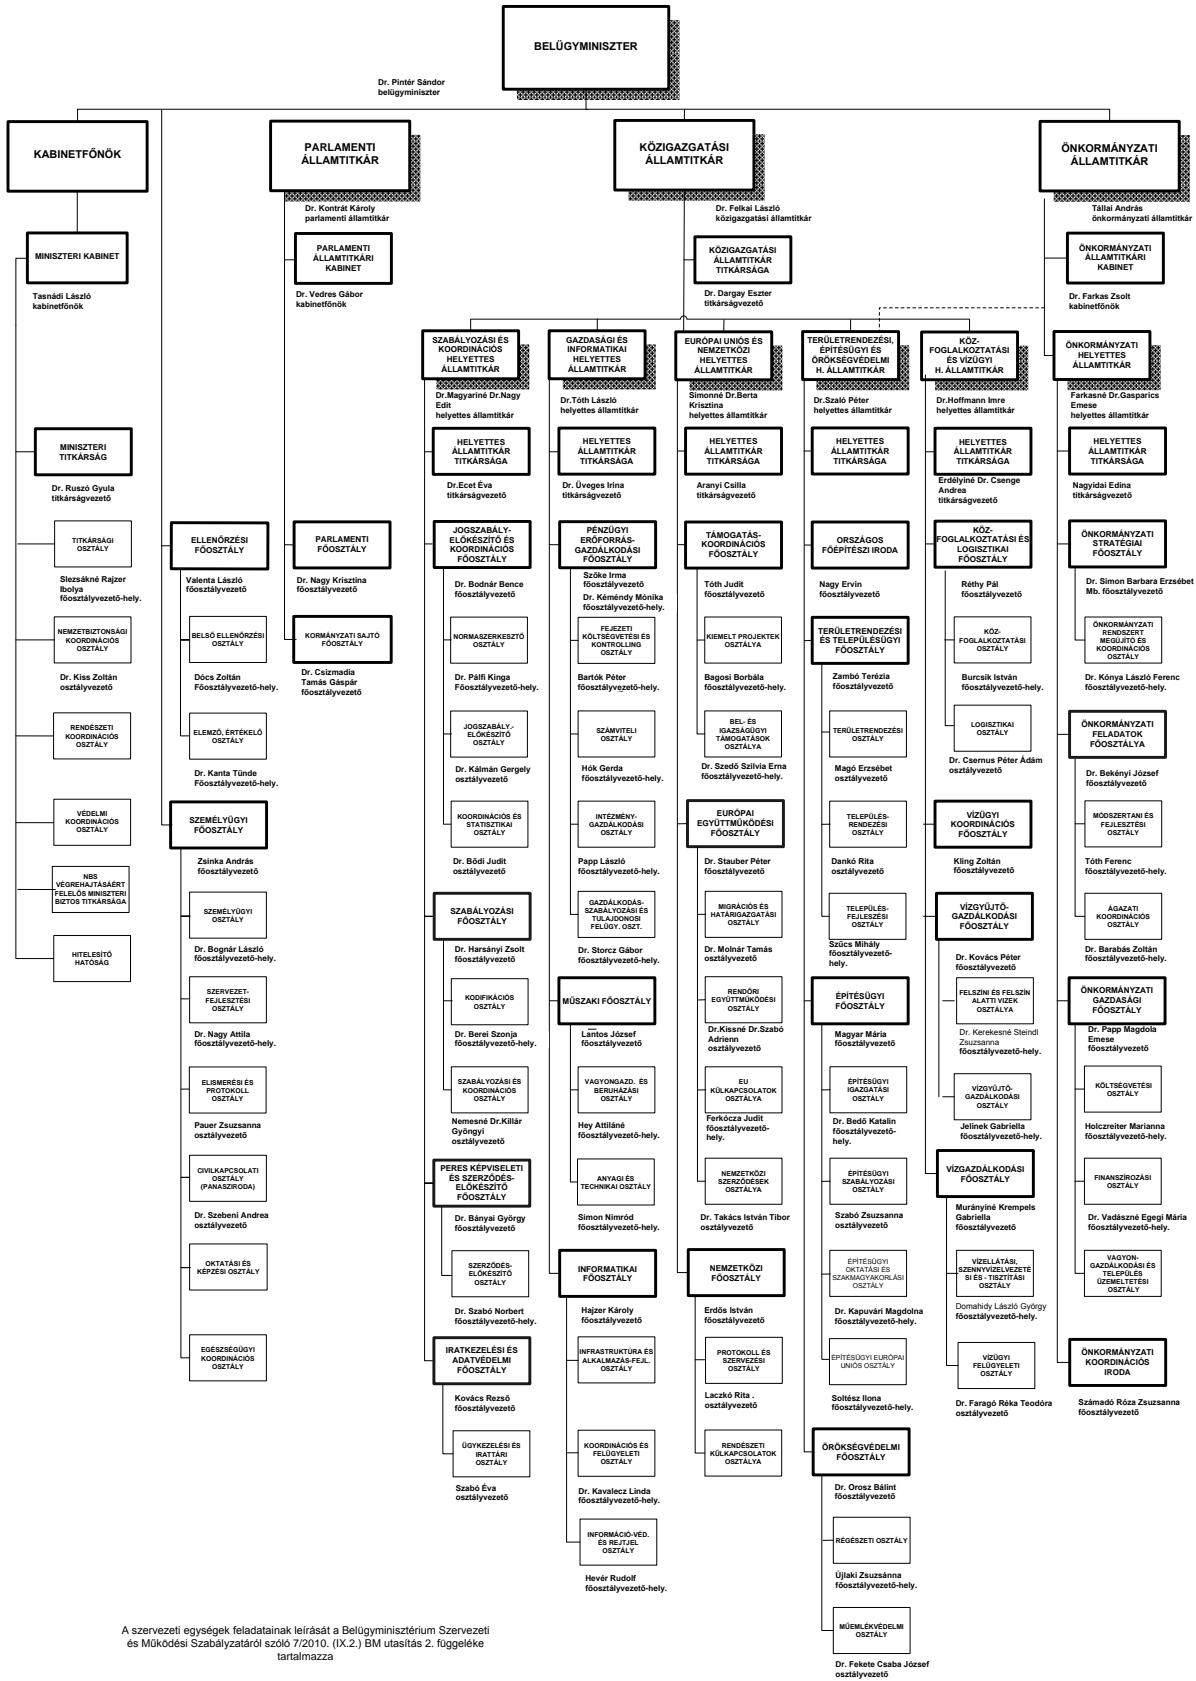 BELÜGYMINISZTER
Dr. Pintér Sándor
belügyminiszter
KABINETFŐNÖK
MINISZTERI KABINET
Tasnádi László
kabinetfőnök
MINISZTERI
TITKÁRSÁG
Dr. Ruszó Gyula
titkárságvezető
TITKÁRSÁGI
OSZTÁLY
Slezsákné Rajzer
Ibolya
főosztályvezető-hely.
NEMZETBIZTONSÁGI
KOORDINÁCIÓS
OSZTÁLY
Dr. Kiss Zoltán
osztályvezető
RENDÉSZETI
KOORDINÁCIÓS
OSZTÁLY
VÉDELMI
KOORDINÁCIÓS
OSZTÁLY
NBS
VÉGREHAJTÁSÁÉRT
FELELŐS MINISZTERI
BIZTOS TITKÁRSÁGA
HITELESÍTŐ
HATÓSÁG
ELLENŐRZÉSI
FŐOSZTÁLY
Valenta László
főosztályvezető
BELSŐ ELLENŐRZÉSI
OSZTÁLY
Dócs Zoltán
Főosztályvezető-hely.
ELEMZŐ, ÉRTÉKELŐ
OSZTÁLY
Dr. Kanta Tünde
Főosztályvezető-hely.
SZEMÉLYÜGYI
FŐOSZTÁLY
Zsinka András
főosztályvezető
SZEMÉLYÜGYI
OSZTÁLY
Dr. Bognár László
főosztályvezető-hely.
SZERVEZET-
FEJLESZTÉSI
OSZTÁLY
Dr. Nagy Attila
főosztályvezető-hely.
ELISMERÉSI ÉS
PROTOKOLL
OSZTÁLY
Pauer Zsuzsanna
osztályvezető
CIVILKAPCSOLATI
OSZTÁLY
(PANASZIRODA)
Dr. Szebeni Andrea
osztályvezető
OKTATÁSI ÉS
KÉPZÉSI OSZTÁLY
EGÉSZSÉGÜGYI
KOORDINÁCIÓS
OSZTÁLY
PARLAMENTI
ÁLLAMTITKÁR
Dr. Kontrát Károly
parlamenti államtitkár
PARLAMENTI
ÁLLAMTITKÁRI
KABINET
Dr. Vedres Gábor
kabinetfőnök
PARLAMENTI
FŐOSZTÁLY
Dr. Nagy Krisztina
főosztályvezető
KORMÁNYZATI SAJTÓ
FŐOSZTÁLY
Dr. Csizmadia
Tamás Gáspár
főosztályvezető
KÖZIGAZGATÁSI
ÁLLAMTITKÁR
Dr. Felkai László
közigazgatási államtitkár
KÖZIGAZGATÁSI
ÁLLAMTITKÁR
TITKÁRSÁGA
Dr. Dargay Eszter
titkárságvezető
SZABÁLYOZÁSI ÉS
KOORDINÁCIÓS
HELYETTES
ÁLLAMTITKÁR
Dr.Magyariné Dr.Nagy
Edit
helyettes államtitkár
HELYETTES
ÁLLAMTITKÁR
TITKÁRSÁGA
Dr.Ecet Éva
titkárságvezető
JOGSZABÁLY-
ELŐKÉSZÍTŐ ÉS
KOORDINÁCIÓS
FŐOSZTÁLY
Dr. Bodnár Bence
főosztályvezető
NORMASZERKESZTŐ
OSZTÁLY
Dr. Pálfi Kinga
Főosztályvezető-hely.
JOGSZABÁLY.-
ELŐKÉSZÍTŐ
OSZTÁLY
Dr. Kálmán Gergely
osztályvezető
KOORDINÁCIÓS ÉS
STATISZTIKAI
OSZTÁLY
Dr. Bödi Judit
osztályvezető
SZABÁLYOZÁSI
FŐOSZTÁLY
Dr. Harsányi Zsolt
főosztályvezető
KODIFIKÁCIÓS
OSZTÁLY
Dr. Berei Szonja
főosztályvezető-hely.
SZABÁLYOZÁSI ÉS
KOORDINÁCIÓS
OSZTÁLY
Nemesné Dr.Killár
Gyöngyi
osztályvezető
PERES KÉPVISELETI
ÉS SZERZŐDÉS-
ELŐKÉSZÍTŐ
FŐOSZTÁLY
Dr. Bányai György
főosztályvezető
SZERZŐDÉS-
ELŐKÉSZÍTŐ
OSZTÁLY
Dr. Szabó Norbert
főosztályvezető-hely.
IRATKEZELÉSI ÉS
ADATVÉDELMI
FŐOSZTÁLY
Kovács Rezső
főosztályvezető
ÜGYKEZELÉSI ÉS
IRATTÁRI
OSZTÁLY
Szabó Éva
osztályvezető
GAZDASÁGI ÉS
INFORMATIKAI
HELYETTES
ÁLLAMTITKÁR
Dr.Tóth László
helyettes államtitkár
HELYETTES
ÁLLAMTITKÁR
TITKÁRSÁGA
Dr. Üveges Irina
titkárságvezető
PÉNZÜGYI
ERŐFORRÁS-
GAZDÁLKODÁSI
FŐOSZTÁLY
Szőke Irma
főosztályvezető
Dr. Kéméndy Mónika
főosztályvezető-hely.
FEJEZETI
KÖLTSÉGVETÉSI ÉS
KONTROLLING
OSZTÁLY
Bartók Péter
főosztályvezető-hely.
SZÁMVITELI
OSZTÁLY
Hók Gerda
főosztályvezető-hely.
INTÉZMÉNY-
GAZDÁLKODÁSI
OSZTÁLY
Papp László
főosztályvezető-hely.
GAZDÁLKODÁS-
SZABÁLYOZÁSI ÉS
TULAJDONOSI
FELÜGY. OSZT.
Dr. Storcz Gábor
főosztályvezető-hely.
MŰSZAKI FŐOSZTÁLY
Lantos József
főosztályvezető
VAGYONGAZD. ÉS
BERUHÁZÁSI
OSZTÁLY
Hey Attiláné
főosztályvezető-hely.
ANYAGI ÉS
TECHNIKAI OSZTÁLY
Simon Nimród
főosztályvezető-hely.
INFORMATIKAI
FŐOSZTÁLY
Hajzer Károly
főosztályvezető
INFRASTRUKTÚRA ÉS
ALKALMAZÁS-FEJL.
OSZTÁLY
KOORDINÁCIÓS ÉS
FELÜGYELETI
OSZTÁLY
Dr. Kavalecz Linda
főosztályvezető-hely.
INFORMÁCIÓ-VÉD.
ÉS REJTJEL
OSZTÁLY
Hevér Rudolf
főosztályvezető-hely.
EURÓPAI UNIÓS ÉS
NEMZETKÖZI
HELYETTES
ÁLLAMTITKÁR
Simonné Dr.Berta
Krisztina
helyettes államtitkár
HELYETTES
ÁLLAMTITKÁR
TITKÁRSÁGA
Aranyi Csilla
titkárságvezető
TÁMOGATÁS-
KOORDINÁCIÓS
FŐOSZTÁLY
Tóth Judit
főosztályvezető
KIEMELT PROJEKTEK
OSZTÁLYA
Bagosi Borbála
főosztályvezető-hely.
BEL- ÉS
IGAZSÁGÜGYI
TÁMOGATÁSOK
OSZTÁLYA
Dr. Szedő Szilvia Erna
főosztályvezető-hely.
EURÓPAI
EGYÜTTMŰKÖDÉSI
FŐOSZTÁLY
Dr. Stauber Péter
főosztályvezető
MIGRÁCIÓS ÉS
HATÁRIGAZGATÁSI
OSZTÁLY
Dr. Molnár Tamás
osztályvezető
RENDŐRI
EGYÜTTMŰKÖDÉSI
OSZTÁLY
Dr.Kissné Dr.Szabó
Adrienn
osztályvezető
EU
KÜLKAPCSOLATOK
OSZTÁLYA
Ferkócza Judit
főosztályvezető-
hely.
NEMZETKÖZI
SZERZŐDÉSEK
OSZTÁLYA
Dr. Takács István Tibor
osztályvezető
NEMZETKÖZI
FŐOSZTÁLY
Erdős István
főosztályvezető
PROTOKOLL ÉS
SZERVEZÉSI
OSZTÁLY
Laczkó Rita .
osztályvezető
RENDÉSZETI
KÜLKAPCSOLATOK
OSZTÁLYA
TERÜLETRENDEZÉSI,
ÉPÍTÉSÜGYI ÉS
ÖRÖKSÉGVÉDELMI
H. ÁLLAMTITKÁR
Dr.Szaló Péter
helyettes államtitkár
HELYETTES
ÁLLAMTITKÁR
TITKÁRSÁGA
ORSZÁGOS
FŐÉPÍTÉSZI IRODA
Nagy Ervin
főosztályvezető
TERÜLETRENDEZÉSI
ÉS TELEPÜLÉSÜGYI
FŐOSZTÁLY
Zambó Terézia
főosztályvezető
TERÜLETRENDEZÉSI
OSZTÁLY
Magó Erzsébet
osztályvezető
TELEPÜLÉS-
RENDEZÉSI
OSZTÁLY
Dankó Rita
osztályvezető
TELEPÜLÉS-
FEJLESZTÉSI
OSZTÁLY
Szűcs Mihály
főosztályvezető-
hely.
ÉPÍTÉSÜGYI
FŐOSZTÁLY
Magyar Mária
főosztályvezető
ÉPÍTÉSÜGYI
IGAZGATÁSI
OSZTÁLY
Dr. Bedő Katalin
főosztályvezető-
hely.
ÉPÍTÉSÜGYI
SZABÁLYOZÁSI
OSZTÁLY
Szabó Zsuzsanna
osztályvezető
ÉPÍTÉSÜGYI
OKTATÁSI ÉS
SZAKMAGYAKORLÁSI
OSZTÁLY
Dr. Kapuvári Magdolna
főosztályvezető-hely.
ÉPÍTÉSÜGYI EURÓPAI
UNIÓS OSZTÁLY
Soltész Ilona
főosztályvezető-hely.
ÖRÖKSÉGVÉDELMI
FŐOSZTÁLY
Dr. Orosz Bálint
főosztályvezető
RÉGÉSZETI OSZTÁLY
Újlaki Zsuzsánna
főosztályvezető-hely.
MŰEMLÉKVÉDELMI
OSZTÁLY
Dr. Fekete Csaba József
osztályvezető
KÖZ-
FOGLALKOZTATÁSI
ÉS VÍZÜGYI
H. ÁLLAMTITKÁR
Dr.Hoffmann Imre
helyettes államtitkár
HELYETTES
ÁLLAMTITKÁR
TITKÁRSÁGA
Erdélyiné Dr. Csenge
Andrea
titkárságvezető
KÖZ-
FOGLALKOZTATÁSI ÉS
LOGISZTIKAI
FŐOSZTÁLY
Réthy Pál
főosztályvezető
KÖZ-
FOGLALKOZTATÁSI
OSZTÁLY
Burcsik István
főosztályvezető-hely.
LOGISZTIKAI
OSZTÁLY
Dr. Csernus Péter Ádám
osztályvezető
VÍZÜGYI
KOORDINÁCIÓS
FŐOSZTÁLY
Kling Zoltán
főosztályvezető
VÍZGYŰJTŐ-
GAZDÁLKODÁSI
FŐOSZTÁLY
Dr. Kovács Péter
főosztályvezető
FELSZÍNI ÉS FELSZÍN
ALATTI VIZEK
OSZTÁLYA
Dr. Kerekesné Steindl
Zsuzsanna
főosztályvezető-hely.
VÍZGYŰJTŐ-
GAZDÁLKODÁSI
OSZTÁLY
Jelinek Gabriella
főosztályvezető-hely.
VÍZGAZDÁLKODÁSI
FŐOSZTÁLY
Murányiné Krempels
Gabriella
főosztályvezető
VÍZELLÁTÁSI,
SZENNYVÍZELVEZETÉ
SI ÉS - TISZTÍTÁSI
OSZTÁLY
Domahidy László György
főosztályvezető-hely.
VÍZÜGYI
FELÜGYELETI
OSZTÁLY
Dr. Faragó Réka Teodóra
osztályvezető
ÖNKORMÁNYZATI
ÁLLAMTITKÁR
Tállai András
önkormányzati államtitkár
ÖNKORMÁNYZATI
ÁLLAMTITKÁRI
KABINET
Dr. Farkas Zsolt
kabinetfőnök
ÖNKORMÁNYZATI
HELYETTES
ÁLLAMTITKÁR
Farkasné Dr.Gasparics
Emese
helyettes államtitkár
HELYETTES
ÁLLAMTITKÁR
TITKÁRSÁGA
Nagyidai Edina
titkárságvezető
ÖNKORMÁNYZATI
STRATÉGIAI
FŐOSZTÁLY
Dr. Simon Barbara Erzsébet
Mb. főosztályvezető
ÖNKORMÁNYZATI
RENDSZERT
MEGÚJÍTÓ ÉS
KOORDINÁCIÓS
OSZTÁLY
Dr. Kónya László Ferenc
főosztályvezető-hely.
ÖNKORMÁNYZATI
FELADATOK
FŐOSZTÁLYA
Dr. Bekényi József
főosztályvezető
MÓDSZERTANI ÉS
FEJLESZTÉSI
OSZTÁLY
Tóth Ferenc
főosztályvezető-hely.
ÁGAZATI
KOORDINÁCIÓS
OSZTÁLY
Dr. Barabás Zoltán
főosztályvezető-hely.
ÖNKORMÁNYZATI
GAZDASÁGI
FŐOSZTÁLY
Dr. Papp Magdola
Emese
főosztályvezető
KÖLTSÉGVETÉSI
OSZTÁLY
Holczreiter Marianna
főosztályvezető-hely.
FINANSZÍROZÁSI
OSZTÁLY
Dr. Vadászné Egegi Mária
főosztályvezető-hely.
VAGYON-
GAZDÁLKODÁSI ÉS
TELEPÜLÉS
ÜZEMELTETÉSI
OSZTÁLY
ÖNKORMÁNYZATI
KOORDINÁCIÓS
IRODA
Számadó Róza Zsuzsanna
főosztályvezető
A szervezeti egységek feladatainak leírását a Belügyminisztérium Szervezeti
és Működési Szabályzatáról szóló 7/2010. (IX.2.) BM utasítás 2. függeléke
tartalmazza